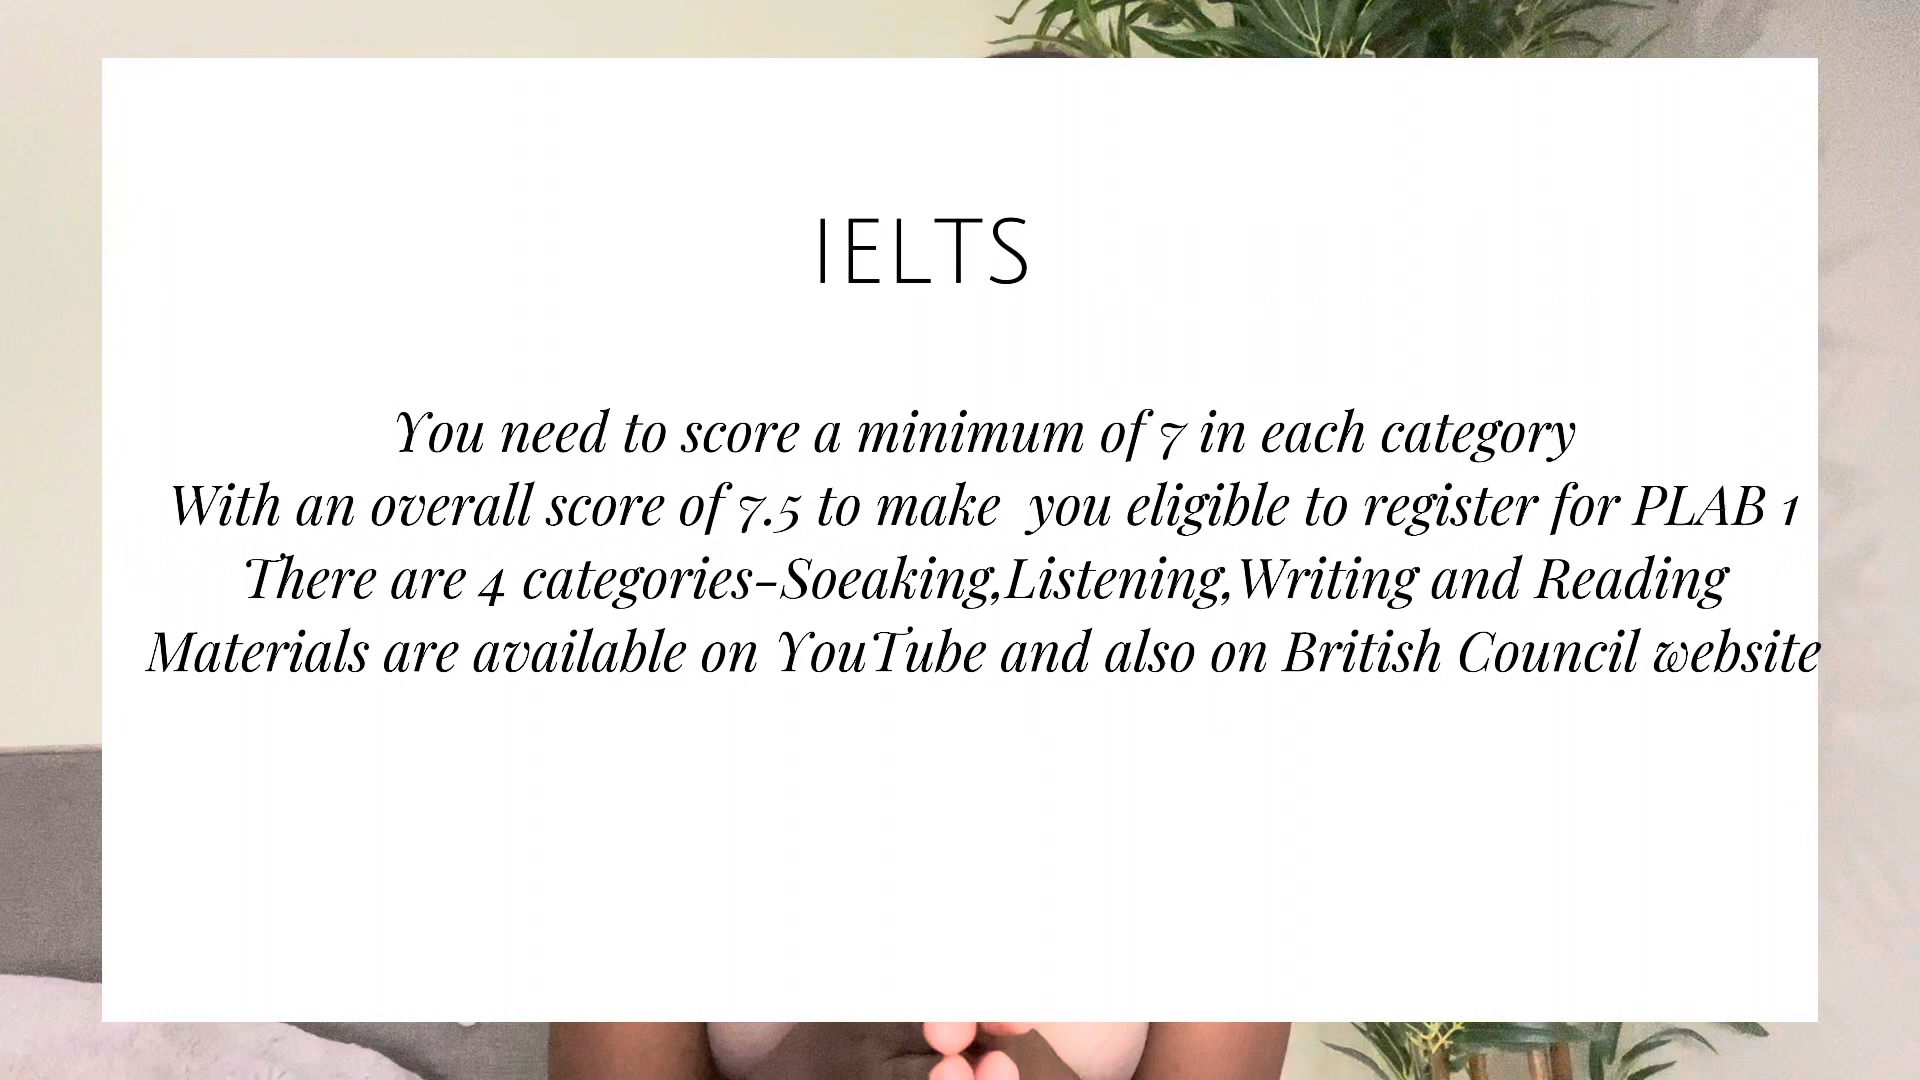 IELTS
You need to score a minimum of 7 in each category
With an overall score of 7.5 to make  you eligible to register for PLAB 1
There are 4 categories-Soeaking,Listening,Writing and Reading
Materials are available on YouTube and also on British Council website